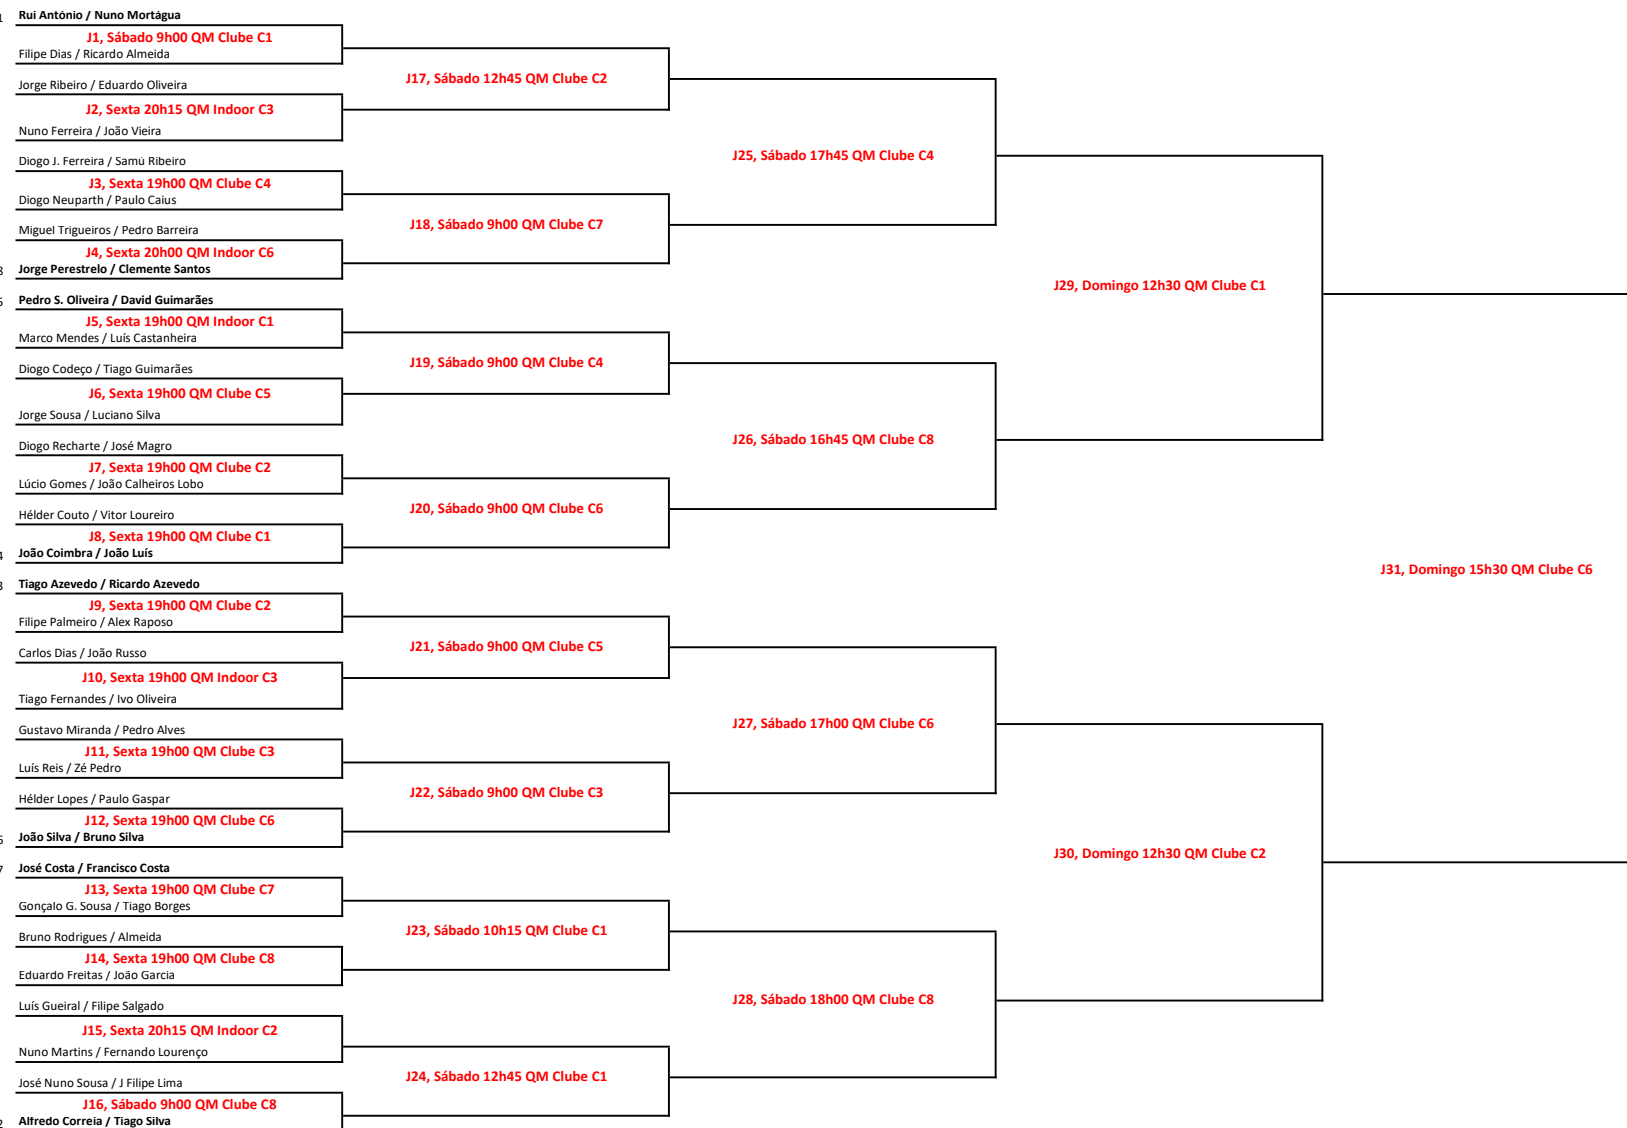 1 Rui António / Nuno Mortágua
J1, Sábado 9h00 QM Clube C1
Filipe Dias / Ricardo Almeida
J17, Sábado 12h45 QM Clube C2
Jorge Ribeiro / Eduardo Oliveira
J2, Sexta 20h15 QM Indoor C3
Nuno Ferreira / João Vieira
J25, Sábado 17h45 QM Clube C4
Diogo J. Ferreira / Samú Ribeiro
J3, Sexta 19h00 QM Clube C4
Diogo Neuparth / Paulo Caius
J18, Sábado 9h00 QM Clube C7
Miguel Trigueiros / Pedro Barreira
J4, Sexta 20h00 QM Indoor C6
8 Jorge Perestrelo / Clemente Santos
J29, Domingo 12h30 QM Clube C1
5 Pedro S. Oliveira / David Guimarães
J5, Sexta 19h00 QM Indoor C1
Marco Mendes / Luís Castanheira
J19, Sábado 9h00 QM Clube C4
Diogo Codeço / Tiago Guimarães
J6, Sexta 19h00 QM Clube C5
Jorge Sousa / Luciano Silva
J26, Sábado 16h45 QM Clube C8
Diogo Recharte / José Magro
J7, Sexta 19h00 QM Clube C2
Lúcio Gomes / João Calheiros Lobo
J20, Sábado 9h00 QM Clube C6
Hélder Couto / Vitor Loureiro
J8, Sexta 19h00 QM Clube C1
4 João Coimbra / João Luís
J31, Domingo 15h30 QM Clube C6
3 Tiago Azevedo / Ricardo Azevedo
J9, Sexta 19h00 QM Clube C2
Filipe Palmeiro / Alex Raposo
J21, Sábado 9h00 QM Clube C5
Carlos Dias / João Russo
J10, Sexta 19h00 QM Indoor C3
Tiago Fernandes / Ivo Oliveira
J27, Sábado 17h00 QM Clube C6
Gustavo Miranda / Pedro Alves
J11, Sexta 19h00 QM Clube C3
Luís Reis / Zé Pedro
J22, Sábado 9h00 QM Clube C3
Hélder Lopes / Paulo Gaspar
J12, Sexta 19h00 QM Clube C6
6 João Silva / Bruno Silva
J30, Domingo 12h30 QM Clube C2
7 José Costa / Francisco Costa
J13, Sexta 19h00 QM Clube C7
Gonçalo G. Sousa / Tiago Borges
J23, Sábado 10h15 QM Clube C1
Bruno Rodrigues / Almeida
J14, Sexta 19h00 QM Clube C8
Eduardo Freitas / João Garcia
J28, Sábado 18h00 QM Clube C8
Luís Gueiral / Filipe Salgado
J15, Sexta 20h15 QM Indoor C2
Nuno Martins / Fernando Lourenço
J24, Sábado 12h45 QM Clube C1
José Nuno Sousa / J Filipe Lima
J16, Sábado 9h00 QM Clube C8
2 Alfredo Correia / Tiago Silva